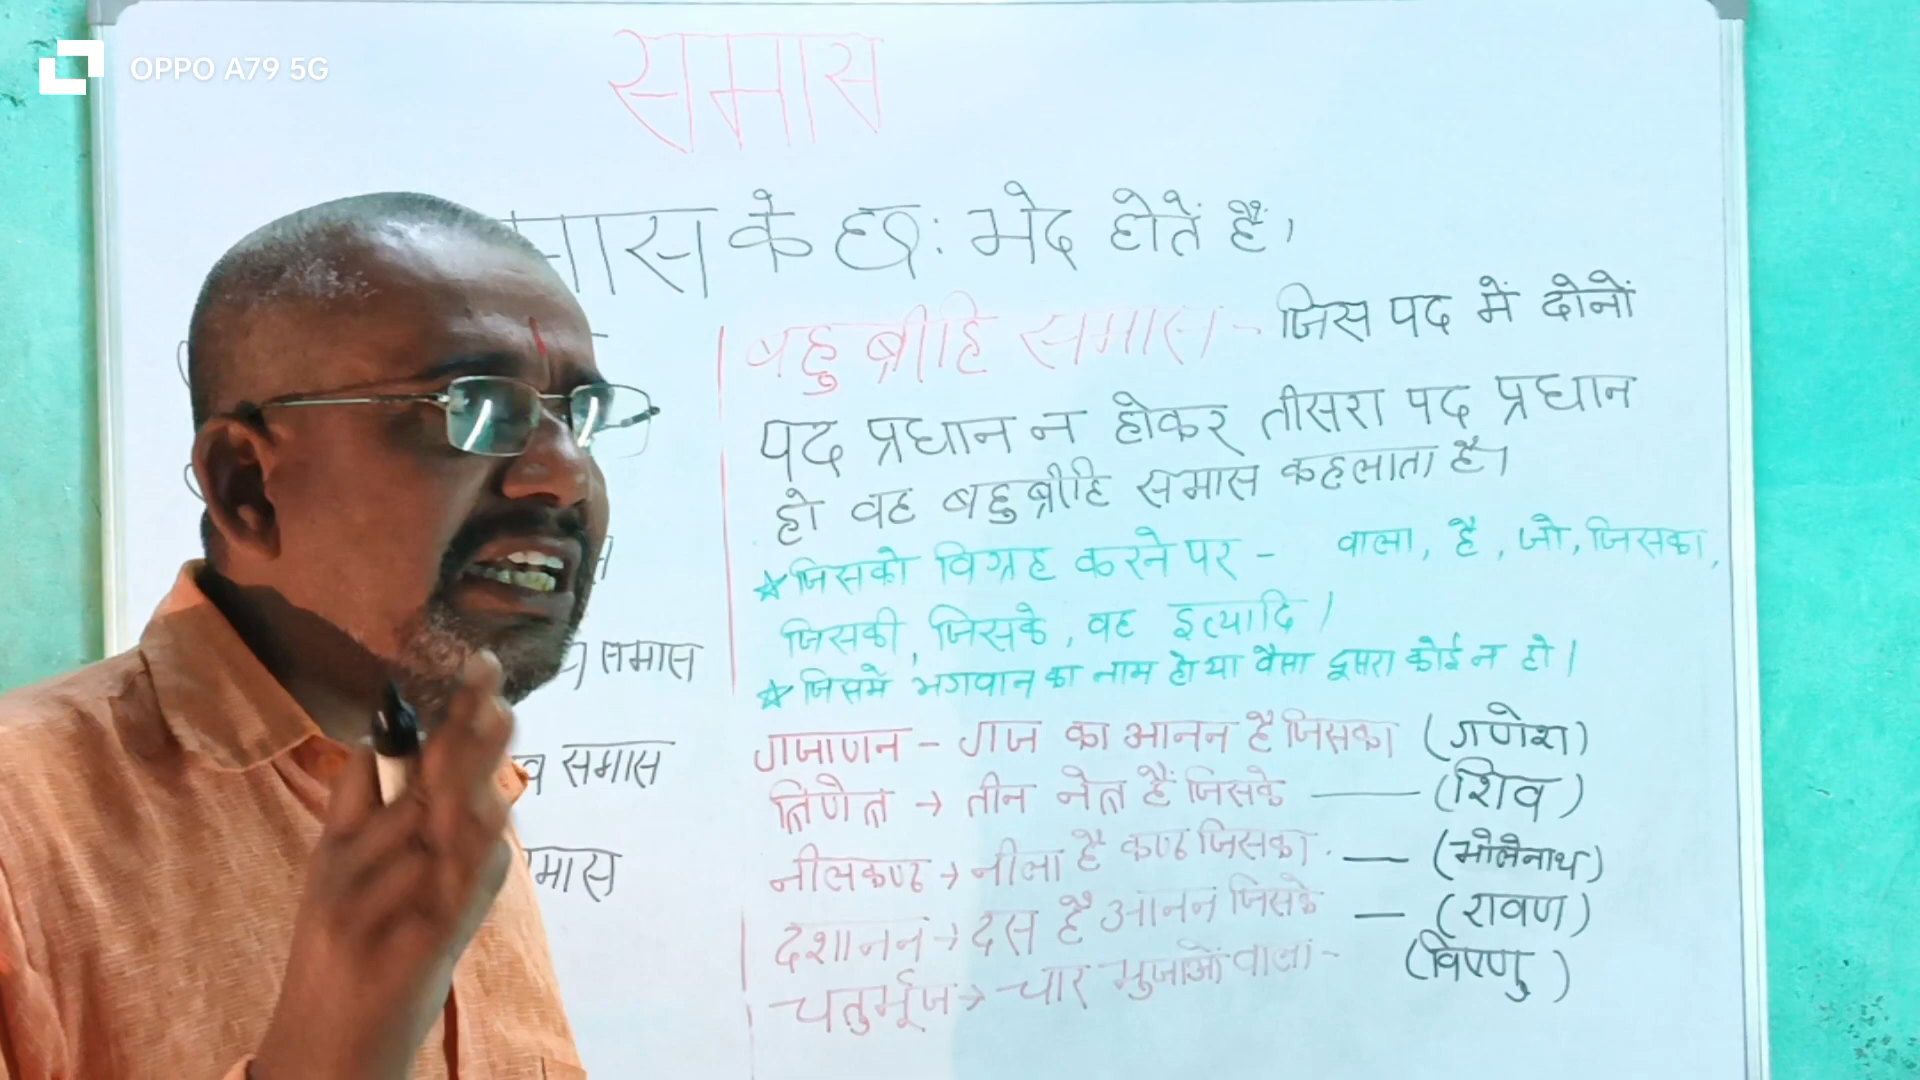 OPPO A79 5G
समास
मास के छः भेद होतें हैं।
बहुब्रीहि समास - जिस पद में दोनों
पद प्रधान न होकर तीसरा पद प्रधान
हो वह बहुब्रीहि समास कहलाता है।
☆ जिसको विग्रह करने पर - वाला, है, जो, जिसका,
जिसकी, जिसके, वह इत्यादि।
☆ जिसमें भगवान का नाम हो या वैसा दूसरा कोई न हो।
गजाणन - गज का आनन है जिसका (गणेश)
त्रिणेत्र → तीन नेत्र हैं जिसके — (शिव)
नीलकण्ठ → नीला है कण्ठ जिसका — (भोलेनाथ)
दशानन → दस है आनन जिसके — (रावण)
चतुर्भूज → चार भुजाओं वाला - (विष्णु)
समास
समास
मास